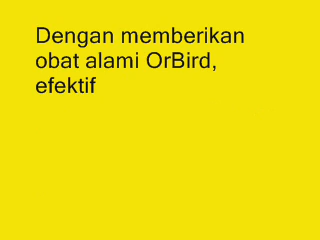 Dengan memberikan
obat alami OrBird,
efektif